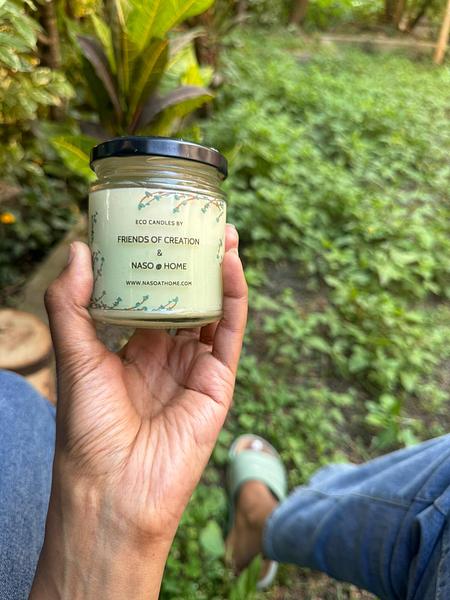 ECO CANDLES BY
FRIENDS OF CREATION
&
NASO @ HOME
WWW.NASOATHOME.COM